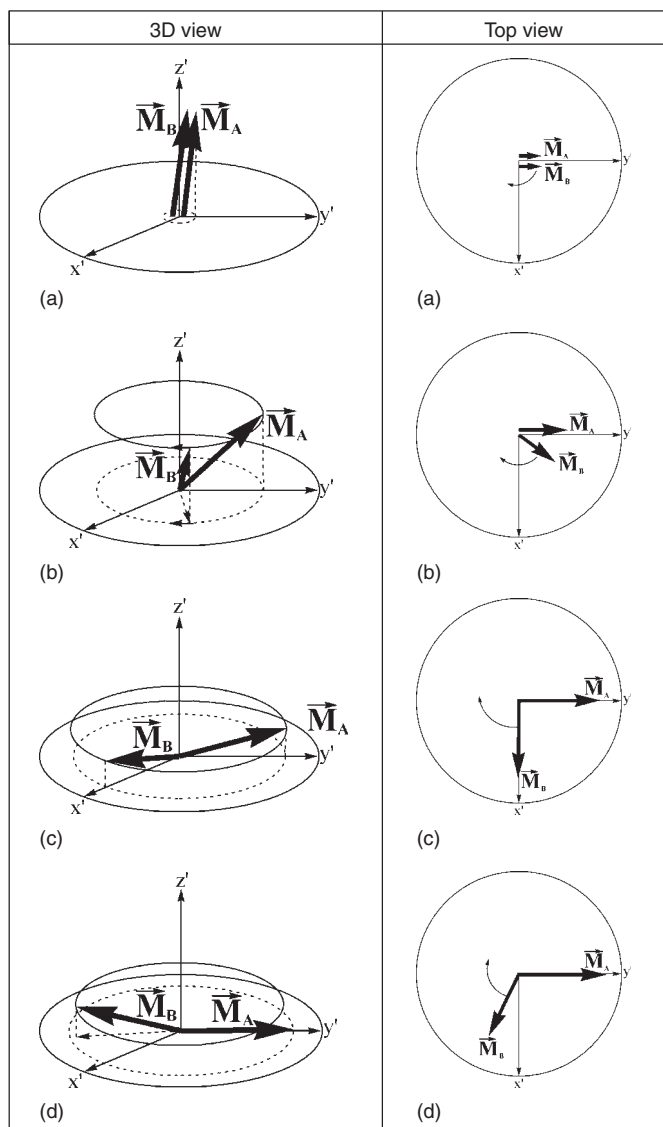 3D view
Top view
z'
M_B M_A
y'
x'
(a)
M_A
y'
M_B
x'
(a)
z'
M_A
M_B
y'
x'
(b)
M_A
y'
M_B
x'
(b)
z'
M_B M_A
y'
x'
(c)
M_A
y'
M_B
x'
(c)
z'
M_B M_A
y'
x'
(d)
M_A
y'
M_B
x'
(d)